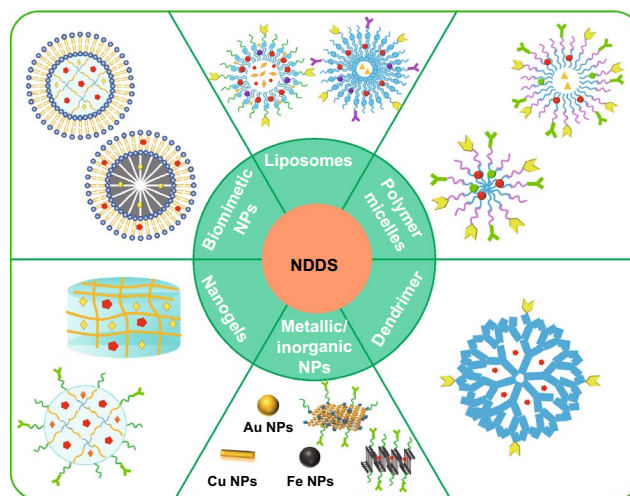 Liposomes
Biomimetic
NPs
Polymer
micelles
NDDS
Nanogels
Dendrimer
Metallic/
inorganic NPs
Au NPs
Cu NPs
Fe NPs